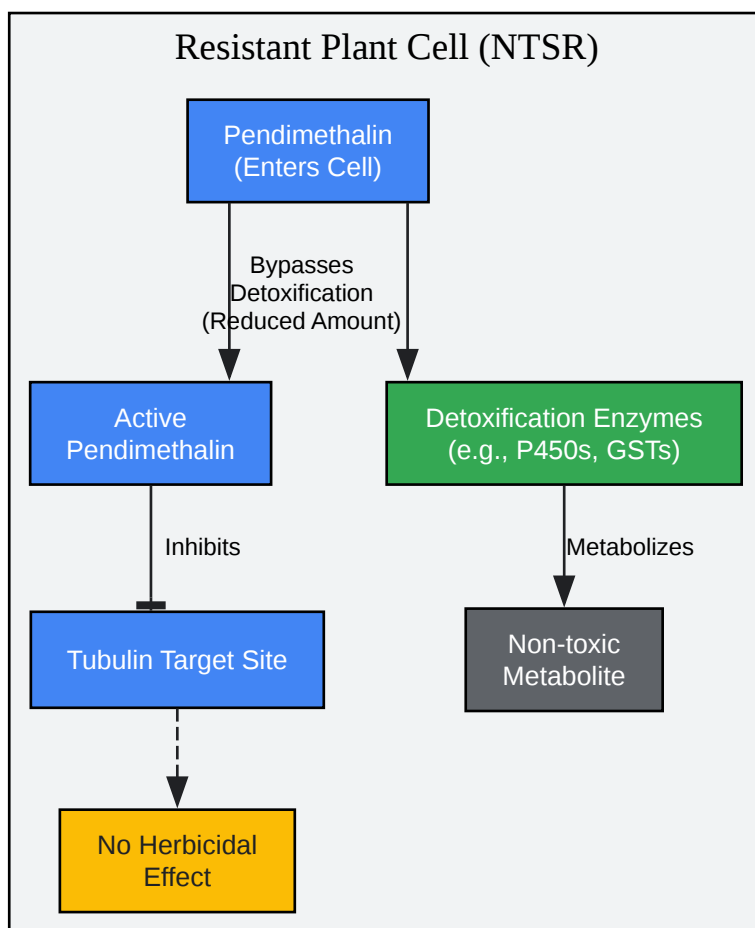 Resistant Plant Cell (NTSR)
Pendimethalin
(Enters Cell)
Bypasses
Detoxification
(Reduced Amount)
Active
Pendimethalin
Detoxification Enzymes
(e.g., P450s, GSTs)
Inhibits
Metabolizes
Tubulin Target Site
Non-toxic
Metabolite
No Herbicidal
Effect